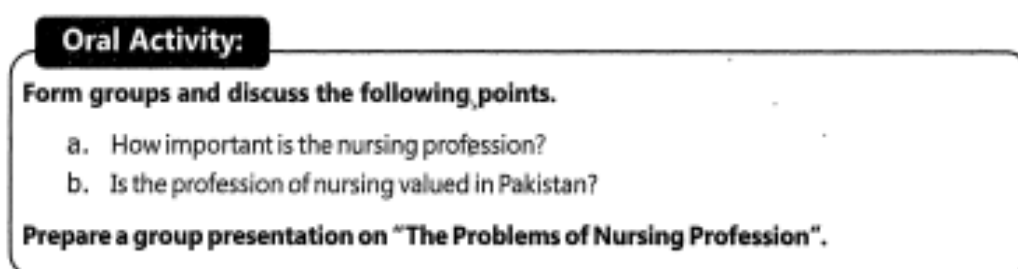 Oral Activity:
Form groups and discuss the following points.
a. How important is the nursing profession?
b. Is the profession of nursing valued in Pakistan?
Prepare a group presentation on "The Problems of Nursing Profession".